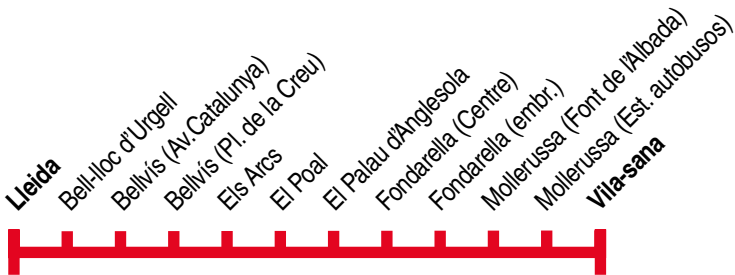 Lleida
Bell-lloc d'Urgell
Bellvís (Av.Catalunya)
Bellvís (Pl. de la Creu)
Els Arcs
El Poal
El Palau d'Anglesola
Fondarella (Centre)
Fondarella (embr.)
Mollerussa (Font de l'Albada)
Mollerussa (Est. autobusos)
Vila-sana